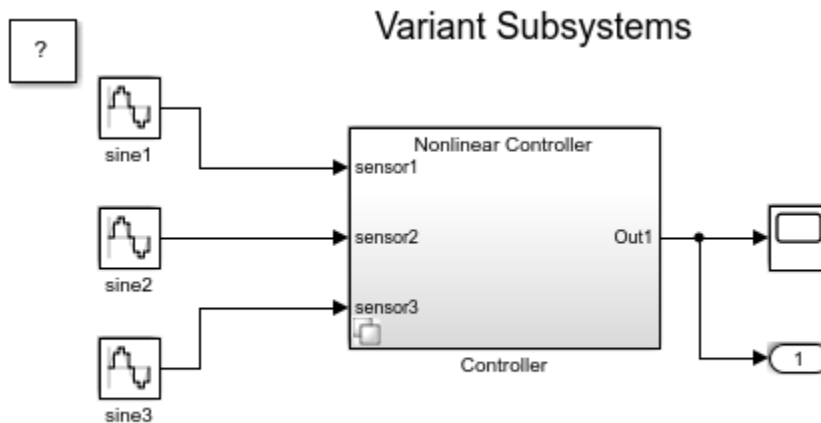 Variant Subsystems
?
sine1
Nonlinear Controller
sensor1
sensor2
Out1
sine2
sensor3
Controller
1
sine3